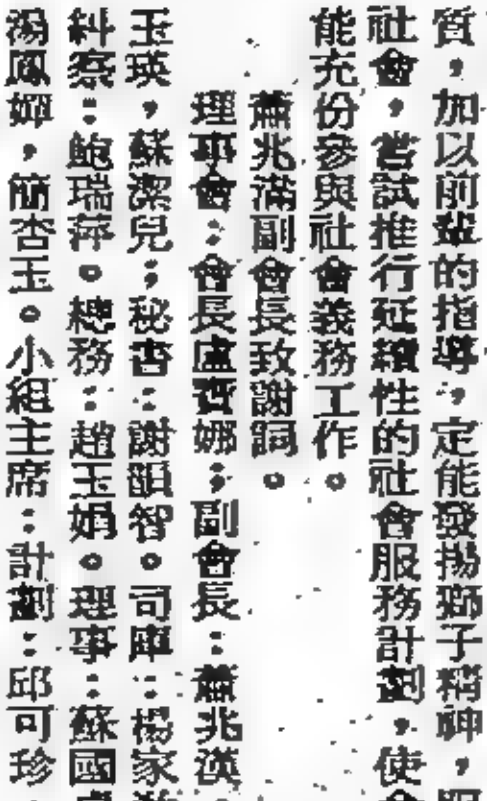 質，加以前輩的指導，定能發揚獅子精神，服
社會，嘗試推行延續性的社會服務計劃，使
能充份參與社會義務工作。
蕭兆滿副會長致謝詞。
理事會：會長盧寶娜；副會長：蕭兆漢
玉瑛，蘇潔兒；秘書：謝韻智。司庫：楊家
糾察：鮑瑞萍。總務：趙玉娟。理事：蘇國
湯鳳嬋，簡杏玉。小組主席：計劃：邱可珍，